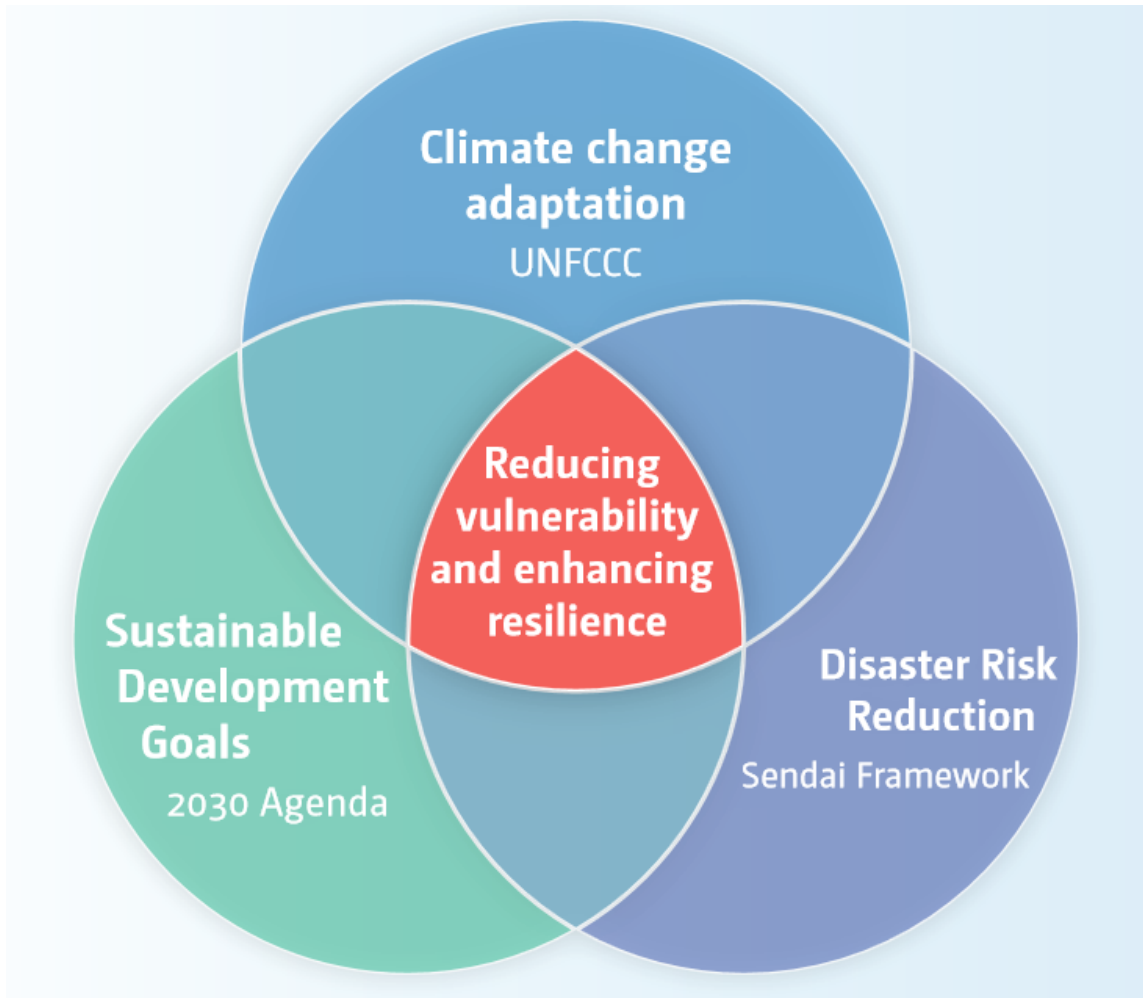 Climate change
adaptation
UNFCCC
Reducing
vulnerability
and enhancing
resilience
Sustainable
Development
Goals
2030 Agenda
Disaster Risk
Reduction
Sendai Framework